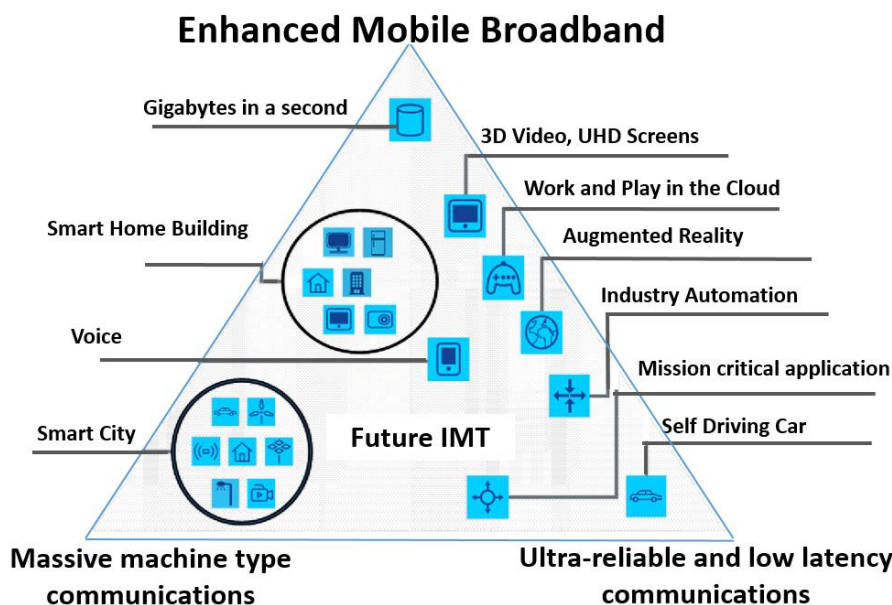 Enhanced Mobile Broadband
Gigabytes in a second
3D Video, UHD Screens
Work and Play in the Cloud
Smart Home Building
Augmented Reality
Industry Automation
Voice
Mission critical application
Smart City
Future IMT
Self Driving Car
Massive machine type
communications
Ultra-reliable and low latency
communications